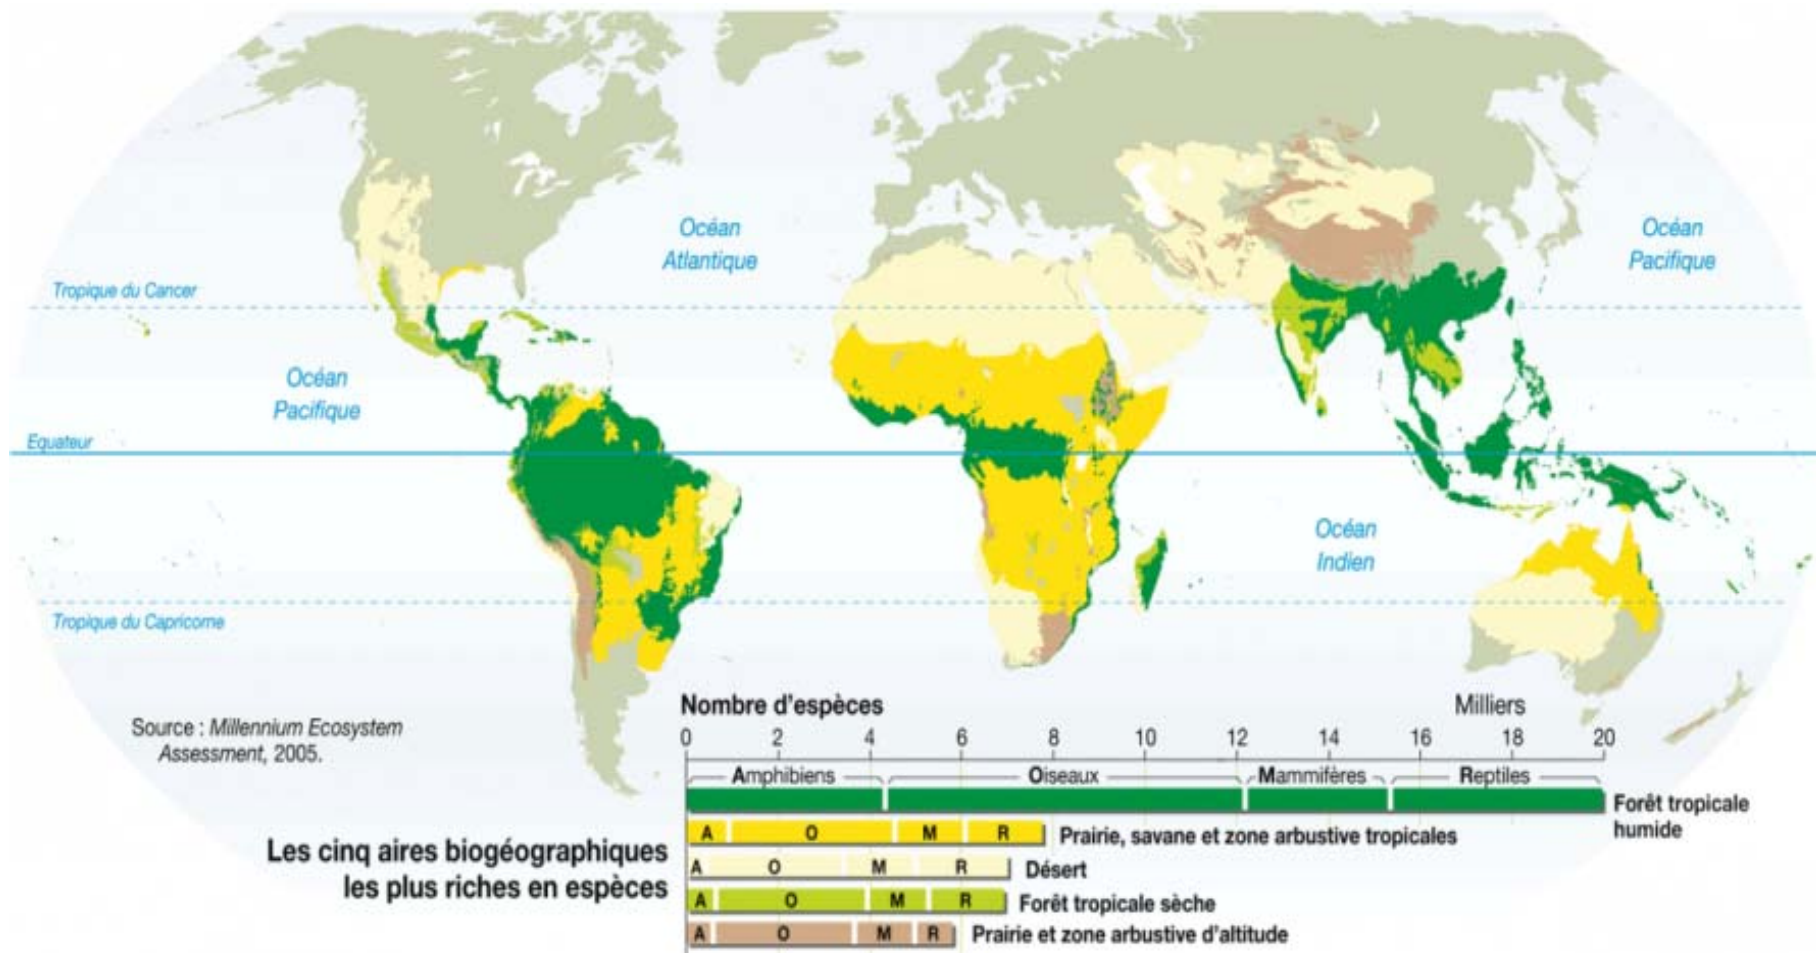 Océan
Atlantique
Océan
Pacifique
Tropique du Cancer
Océan
Pacifique
Equateur
Océan
Indien
Tropique du Capricorne
Source : Millennium Ecosystem
Assessment, 2005.
Nombre d'espèces
Milliers
0 2 4 6 8 10 12 14 16 18 20
Amphibiens Oiseaux Mammifères Reptiles
Forêt tropicale
humide
A O M R Prairie, savane et zone arbustive tropicales
A O M R Désert
A O M R Forêt tropicale sèche
A O M R Prairie et zone arbustive d'altitude
Les cinq aires biogéographiques
les plus riches en espèces